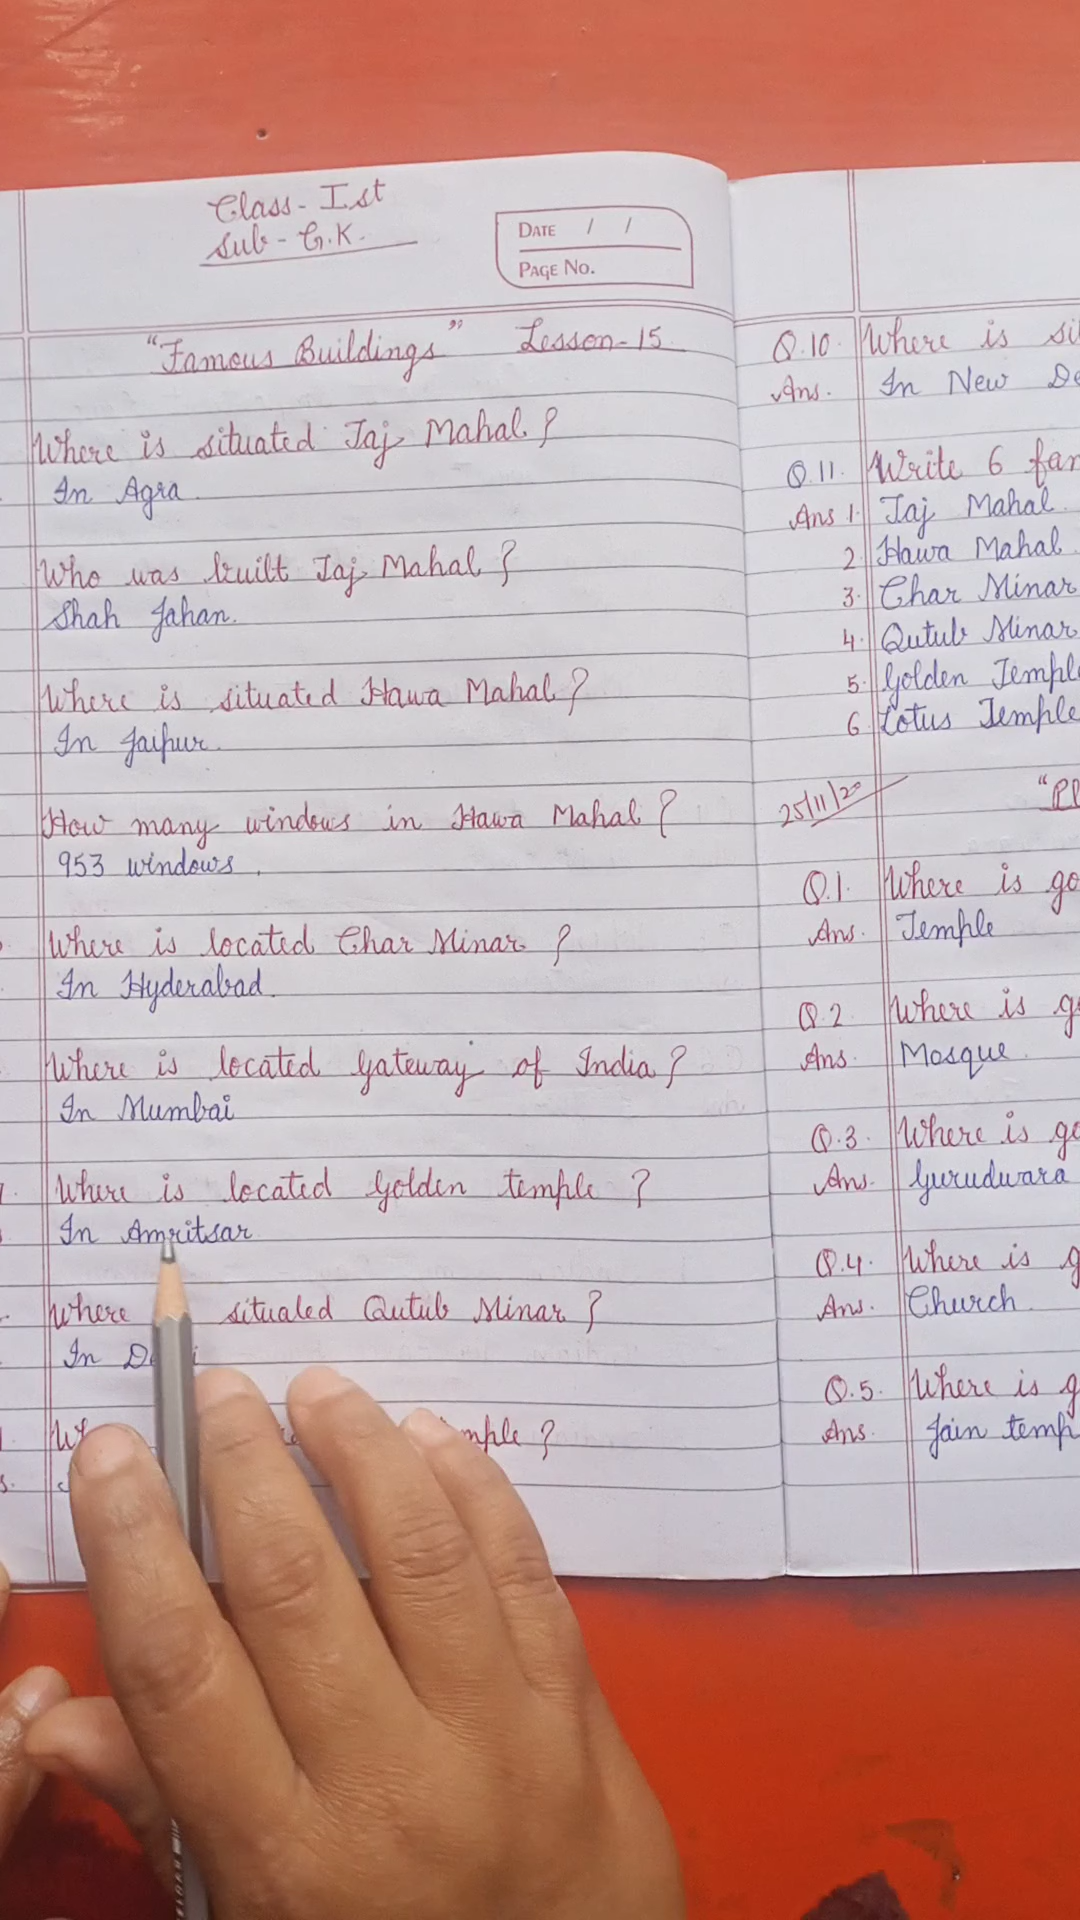 Class - Ist
Sub - G.K.
DATE / /
PAGE No.
"Famous Buildings" Lesson-15
Where is situated Taj Mahal?
In Agra
Who was built Taj Mahal?
Shah Jahan.
Where is situated Hawa Mahal?
In Jaipur.
How many windows in Hawa Mahal?
953 windows.
Where is located Char Minar?
In Hyderabad.
Where is located Gateway of India?
In Mumbai
Where is located Golden temple?
In Amritsar
Where situated Qutub Minar?
In
?
Q.10. Where is
Ans. In New
Q.11. Write 6
Ans 1. Taj Mahal
2. Hawa Mahal
3. Char Minar
4. Qutub Minar
5. Golden Temple
6. Lotus Temple
25/11/20
Q.1. Where is
Ans. Temple
Q.2. Where is
Ans. Mosque
Q.3. Where is
Ans. Gurudwara
Q.4. Where is
Ans. Church
Q.5. Where is
Ans. Jain